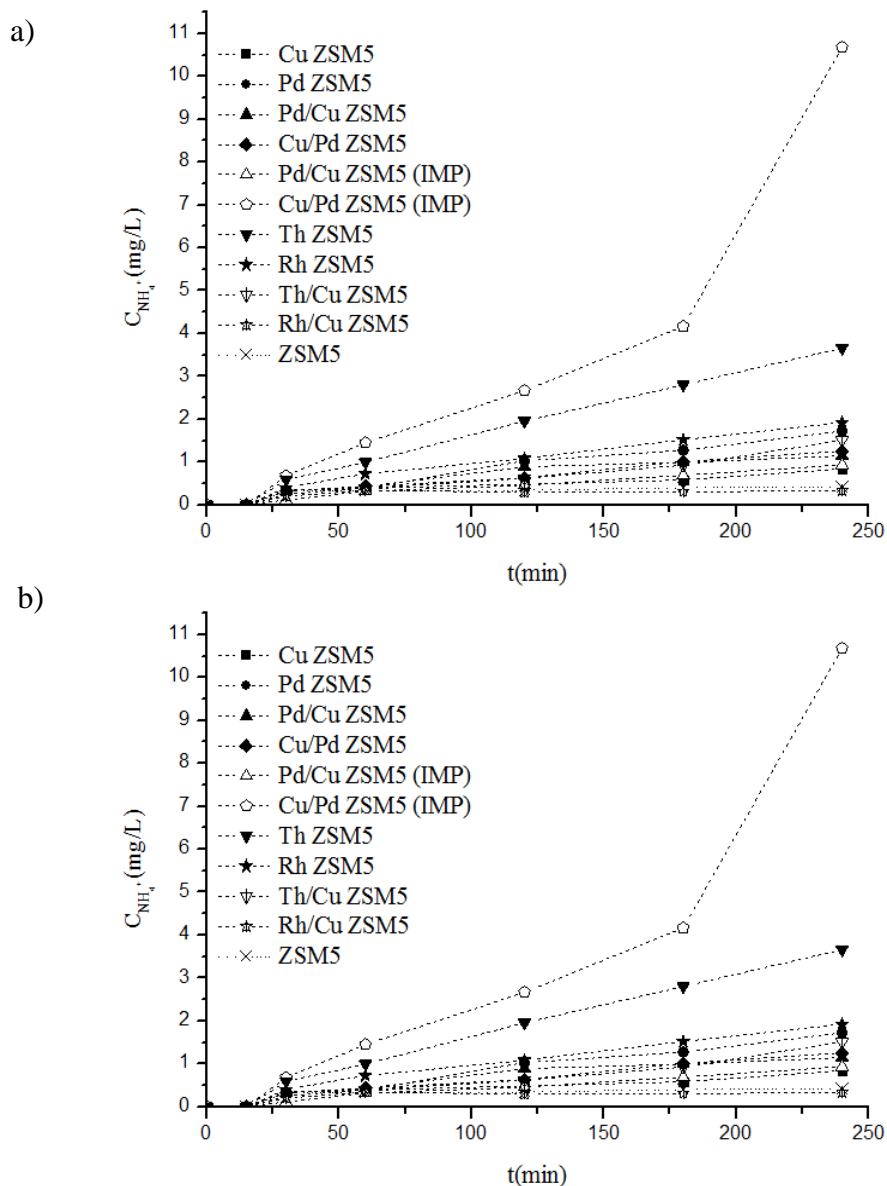 a)
11
10
9
8
7
6
5
4
3
2
1
0
C_NH4+ (mg/L)
Cu ZSM5
Pd ZSM5
Pd/Cu ZSM5
Cu/Pd ZSM5
Pd/Cu ZSM5 (IMP)
Cu/Pd ZSM5 (IMP)
Th ZSM5
Rh ZSM5
Th/Cu ZSM5
Rh/Cu ZSM5
ZSM5
0 50 100 150 200 250
t(min)
b)
11
10
9
8
7
6
5
4
3
2
1
0
C_NH4+ (mg/L)
Cu ZSM5
Pd ZSM5
Pd/Cu ZSM5
Cu/Pd ZSM5
Pd/Cu ZSM5 (IMP)
Cu/Pd ZSM5 (IMP)
Th ZSM5
Rh ZSM5
Th/Cu ZSM5
Rh/Cu ZSM5
ZSM5
0 50 100 150 200 250
t(min)